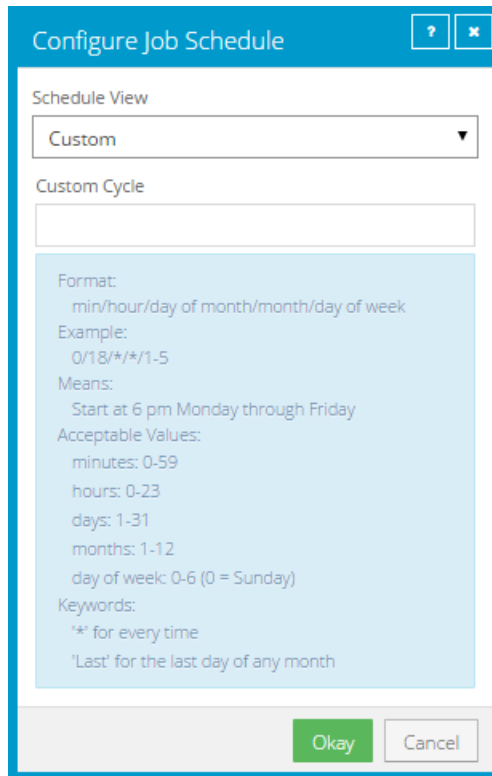 Configure Job Schedule
?
×
Schedule View
Custom
Custom Cycle
Format:
min/hour/day of month/month/day of week
Example:
0/18/*/*/1-5
Means:
Start at 6 pm Monday through Friday
Acceptable Values:
minutes: 0-59
hours: 0-23
days: 1-31
months: 1-12
day of week: 0-6 (0 = Sunday)
Keywords:
'*' for every time
'Last' for the last day of any month
Okay
Cancel